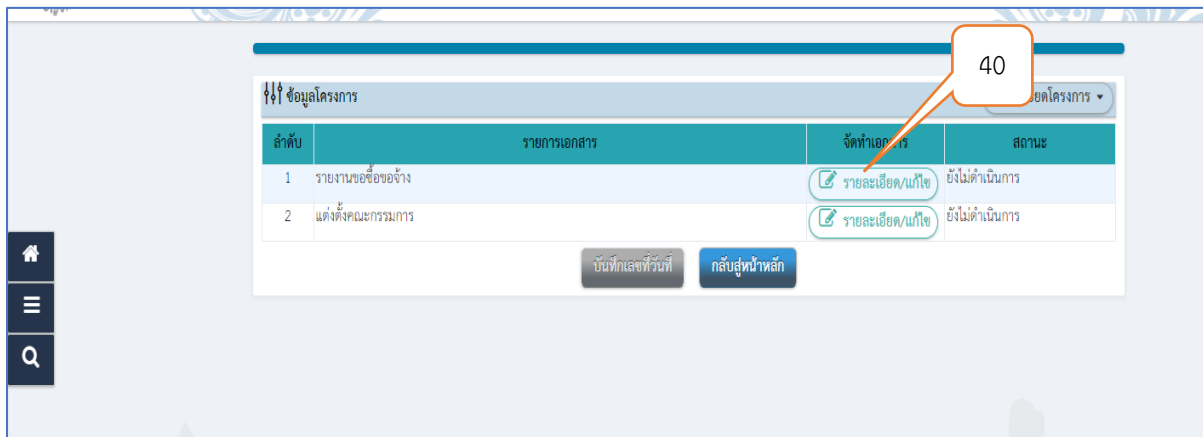 40
ข้อมูลโครงการ
ลำดับ รายการเอกสาร จัดทำเอกสาร สถานะ
1 รายงานขอซื้อขอจ้าง รายละเอียด/แก้ไข ยังไม่ดำเนินการ
2 แต่งตั้งคณะกรรมการ รายละเอียด/แก้ไข ยังไม่ดำเนินการ
บันทึกเลขที่วันที่ กลับสู่หน้าหลัก